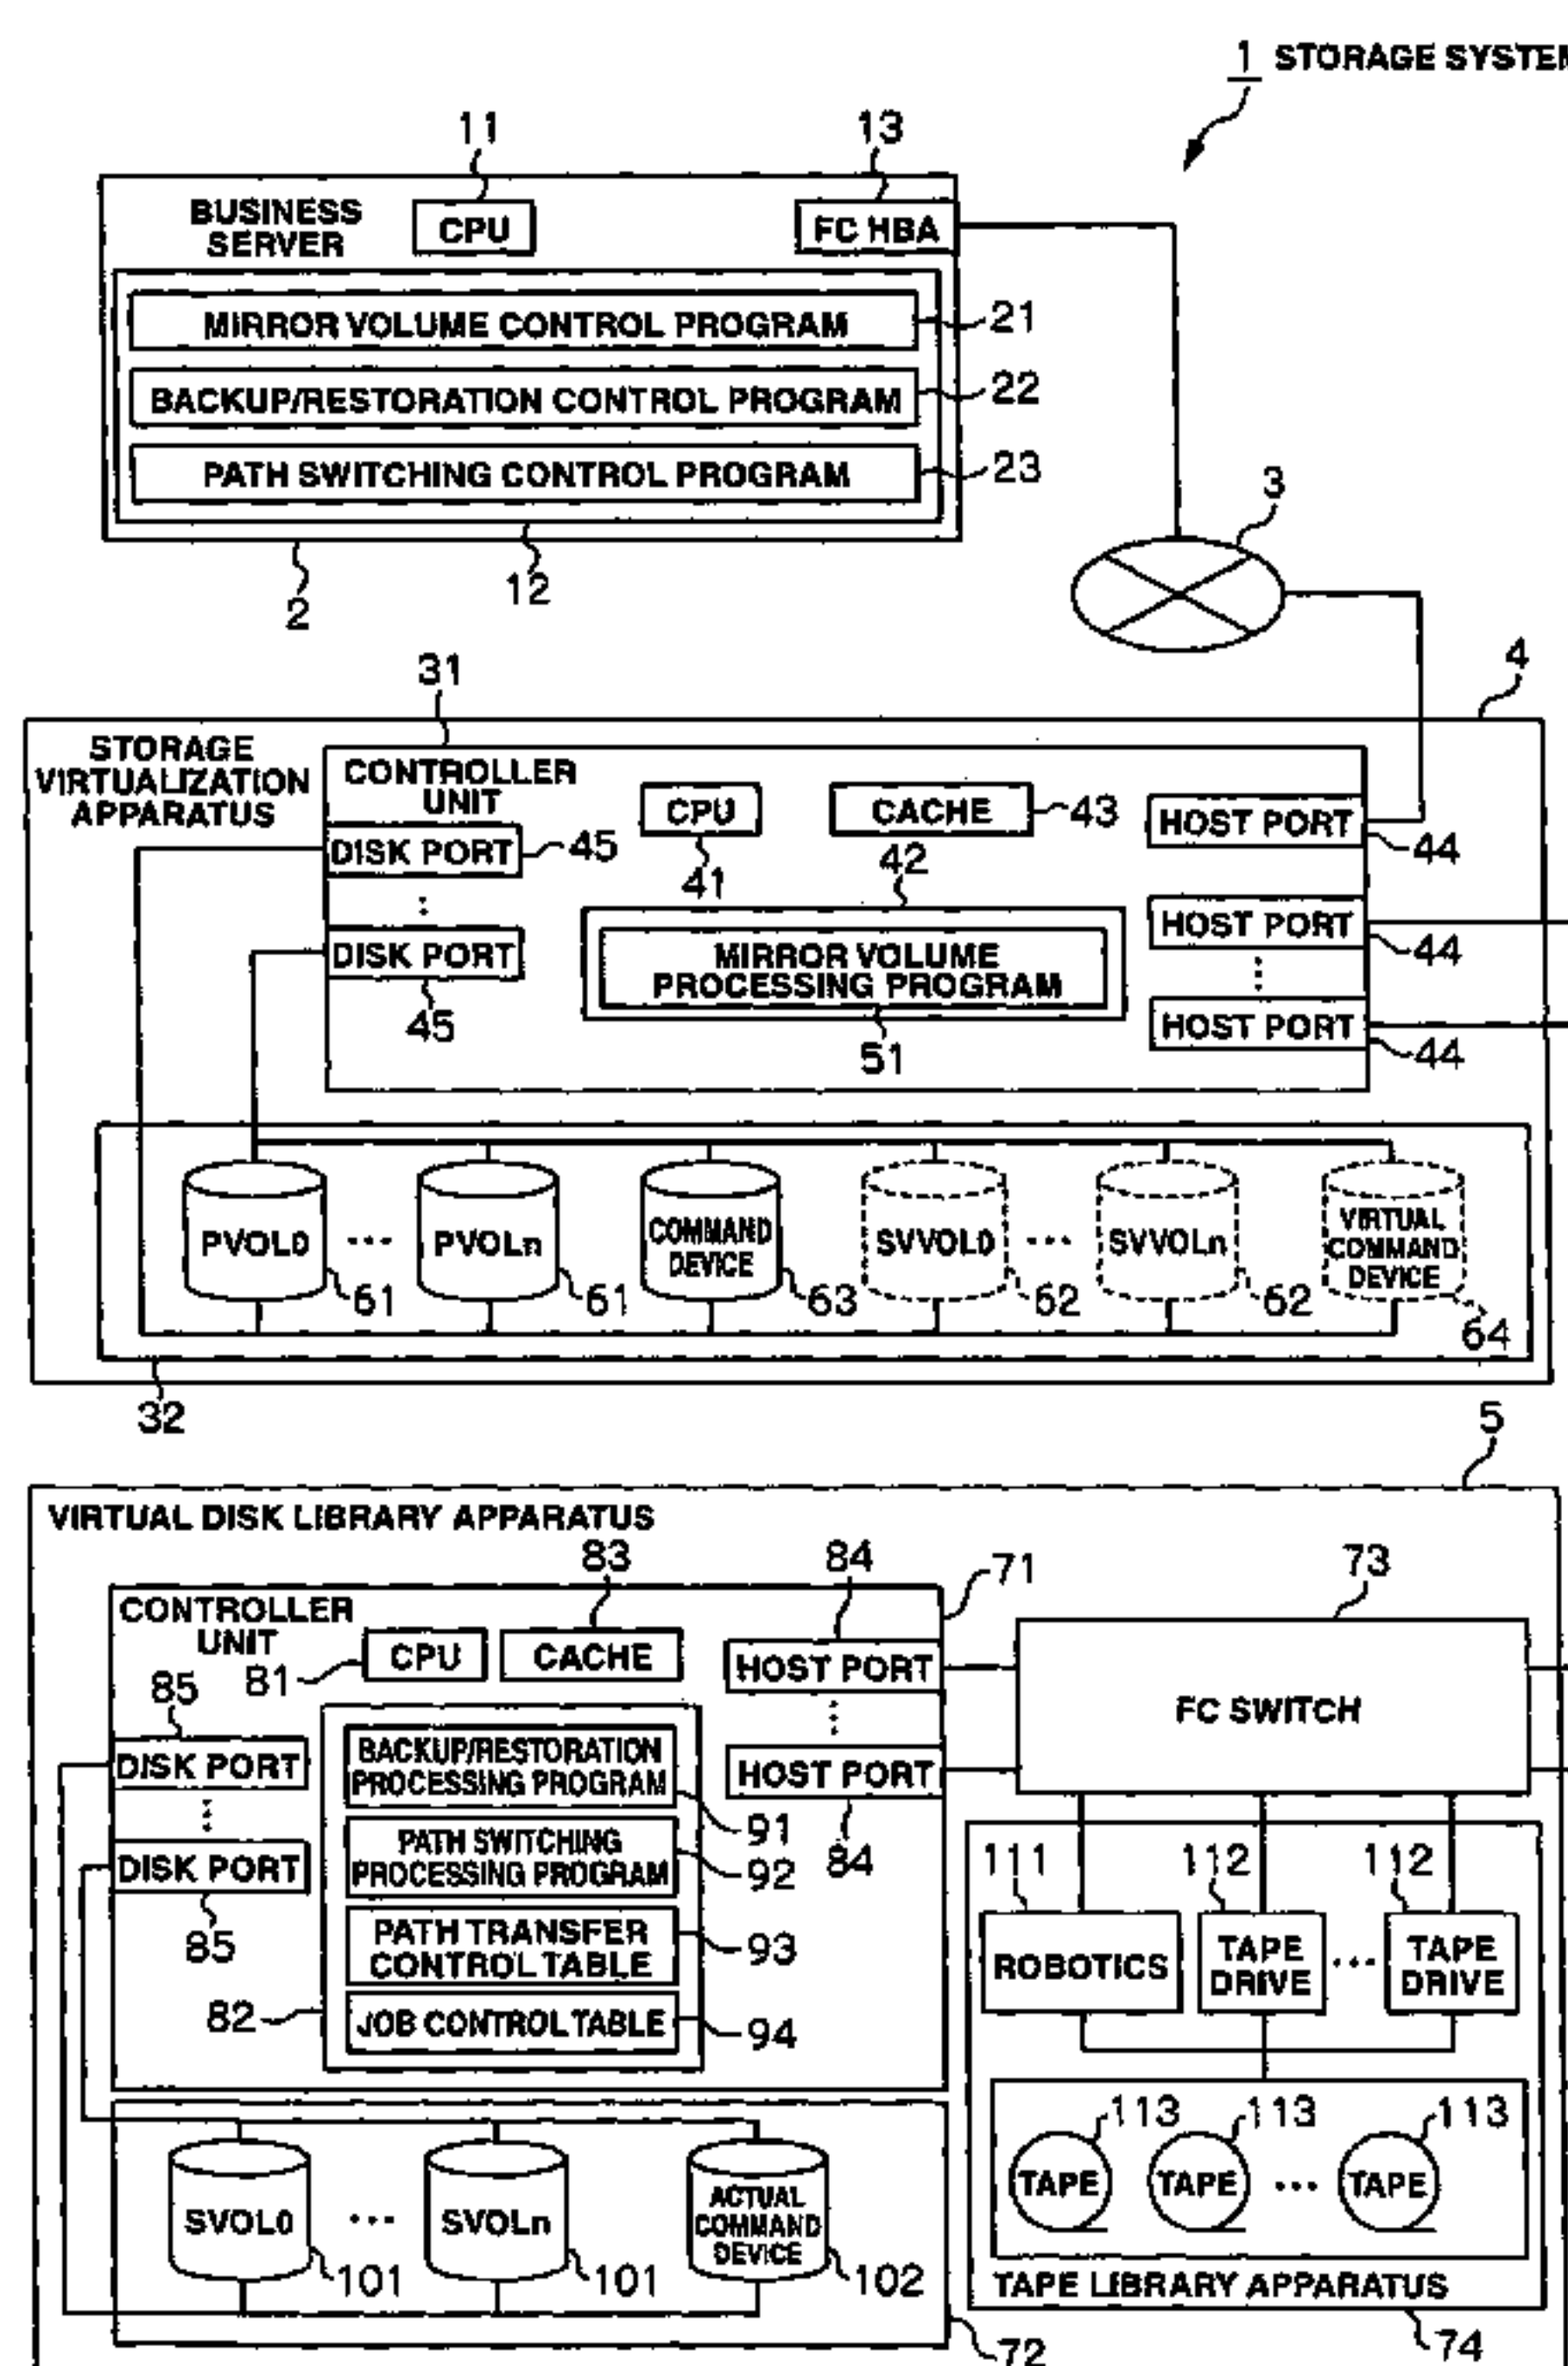 1 STORAGE SYSTEM
11
13
BUSINESS
SERVER
CPU
FC HBA
MIRROR VOLUME CONTROL PROGRAM
21
BACKUP/RESTORATION CONTROL PROGRAM
22
PATH SWITCHING CONTROL PROGRAM
23
3
2
12
31
4
STORAGE
VIRTUALIZATION
APPARATUS
CONTROLLER
UNIT
CPU
41
CACHE
43
HOST PORT
44
DISK PORT
45
42
HOST PORT
44
DISK PORT
45
MIRROR VOLUME
PROCESSING PROGRAM
51
HOST PORT
44
PVOL0
61
PVOLn
61
COMMAND
DEVICE
63
SVVOL0
62
SVVOLn
62
VIRTUAL
COMMAND
DEVICE
64
32
5
VIRTUAL DISK LIBRARY APPARATUS
83
84
71
73
CONTROLLER
UNIT
81
CPU
CACHE
HOST PORT
FC SWITCH
85
DISK PORT
BACKUP/RESTORATION
PROCESSING PROGRAM
91
HOST PORT
84
DISK PORT
85
PATH SWITCHING
PROCESSING PROGRAM
92
111
112
112
PATH TRANSFER
CONTROL TABLE
93
ROBOTICS
TAPE
DRIVE
TAPE
DRIVE
82
JOB CONTROL TABLE
94
113
113
113
TAPE
TAPE
TAPE
SVOL0
101
SVOLn
101
ACTUAL
COMMAND
DEVICE
102
TAPE LIBRARY APPARATUS
72
74